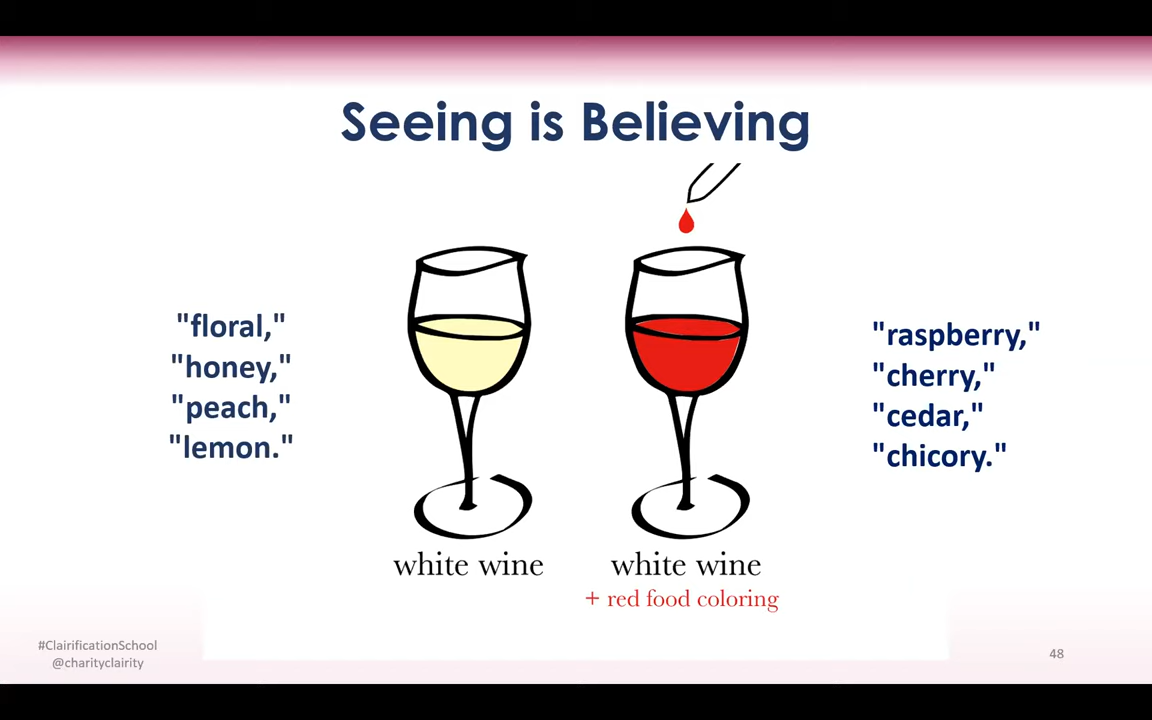 Seeing is Believing
"floral,"
"honey,"
"peach,"
"lemon."
"raspberry,"
"cherry,"
"cedar,"
"chicory."
white wine
white wine
+ red food coloring
#ClairificationSchool
@charityclairity
48